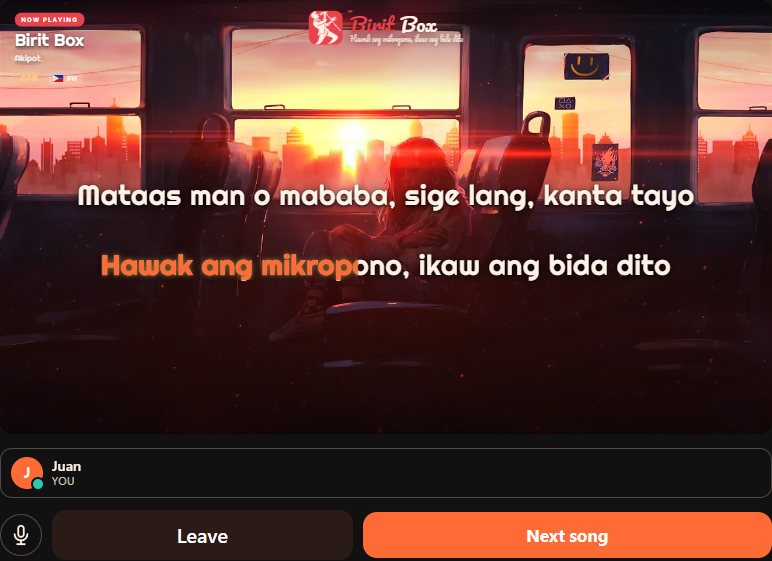 NOW PLAYING
Birit Box
Akipot
OPM PH
Birit Box
Hawak ang mikropono, ikaw ang bida dito
Mataas man o mababa, sige lang, kanta tayo
Hawak ang mikropono, ikaw ang bida dito
J
Juan
YOU
Leave
Next song